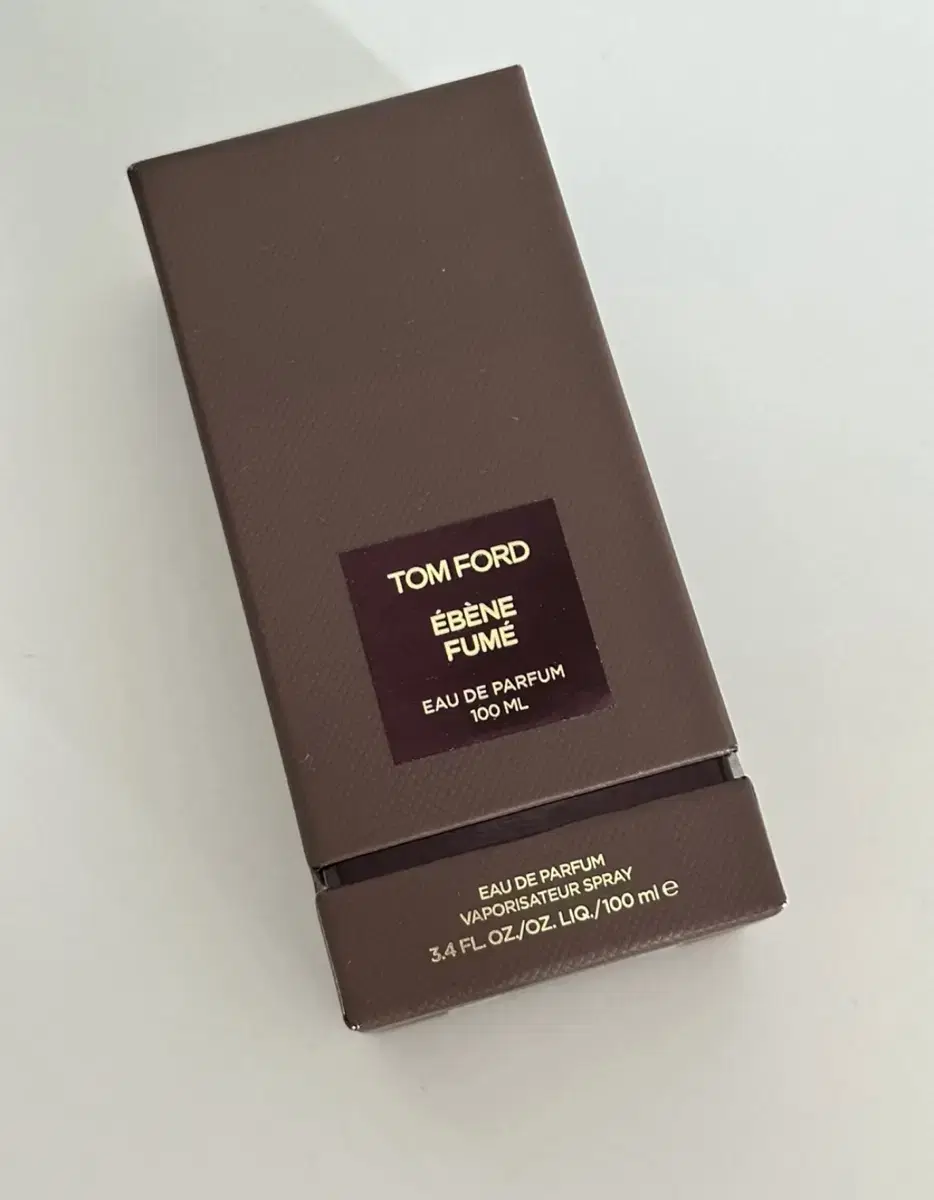 TOM FORD
ÉBÈNE
FUMÉ
EAU DE PARFUM
100 ML
EAU DE PARFUM
VAPORISATEUR SPRAY
3.4 FL. OZ./OZ. LIQ./100 ml e